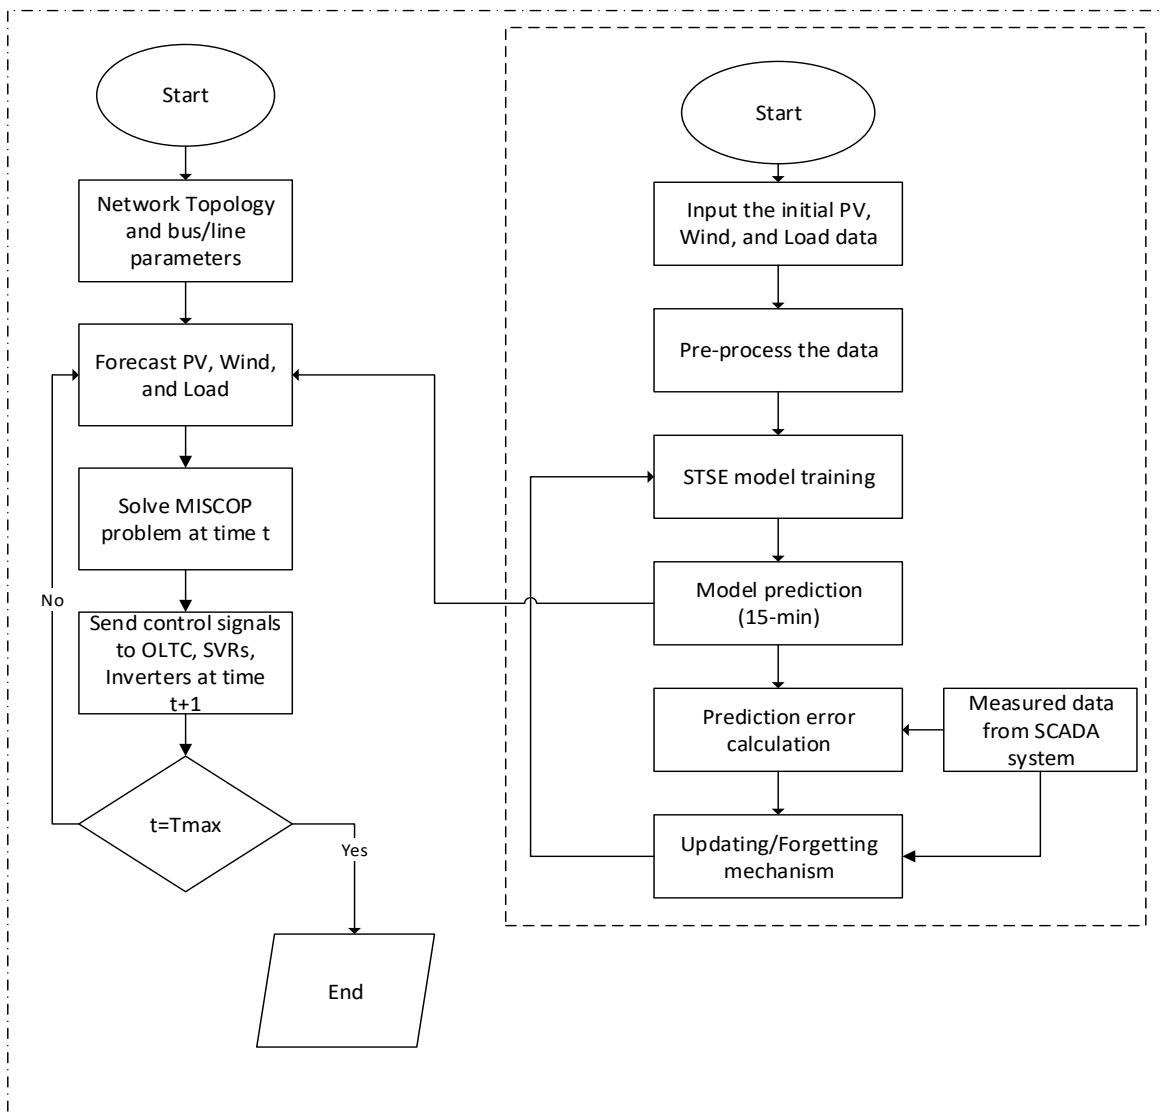 Start
Network Topology
and bus/line
parameters
Forecast PV, Wind,
and Load
Solve MISCOP
problem at time t
No
Send control signals
to OLTC, SVRs,
Inverters at time
t+1
t=Tmax
Yes
End
Start
Input the initial PV,
Wind, and Load data
Pre-process the data
STSE model training
Model prediction
(15-min)
Prediction error
calculation
Measured data
from SCADA
system
Updating/Forgetting
mechanism